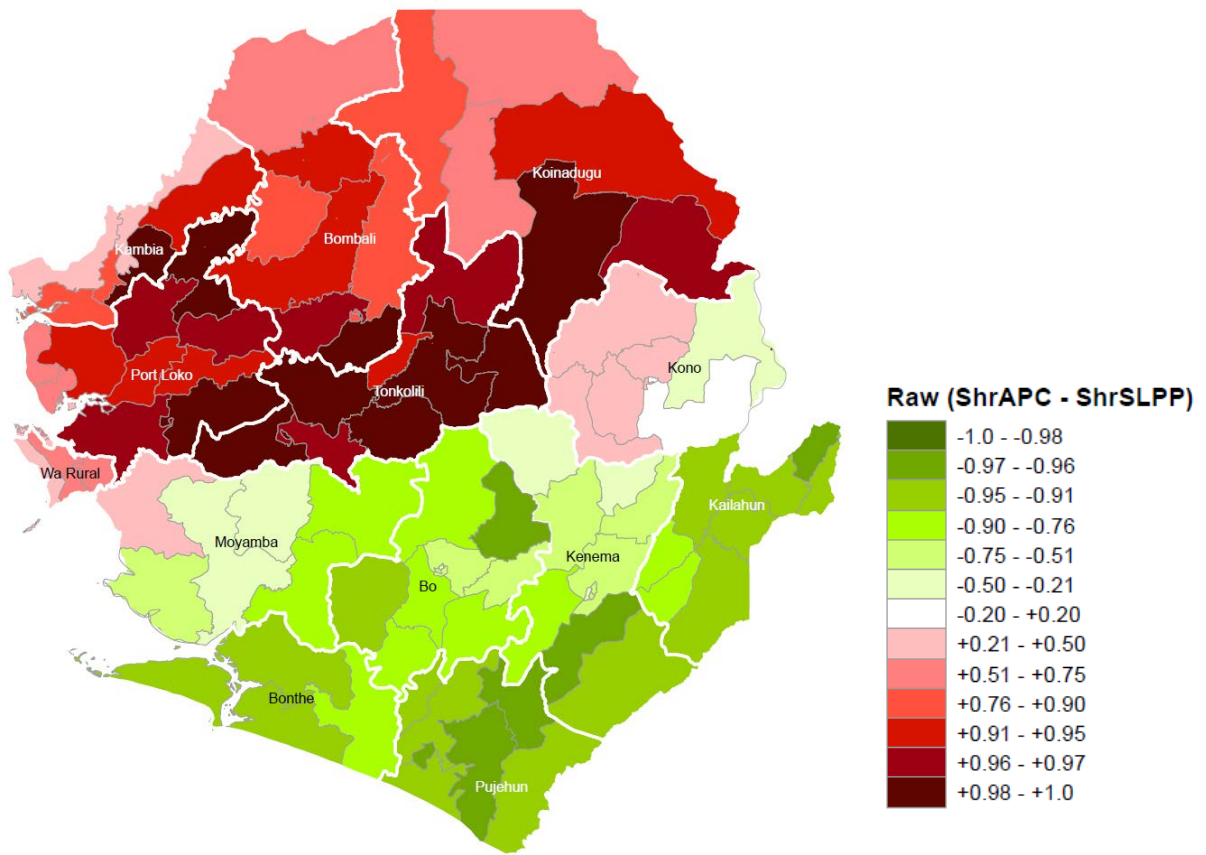 Koinadugu
Bombali
Kambia
Port Loko
Tonkolili
Kono
Wa Rural
Moyamba
Kailahun
Kenema
Bo
Bonthe
Pujehun
Raw (ShrAPC - ShrSLPP)
-1.0 - -0.98
-0.97 - -0.96
-0.95 - -0.91
-0.90 - -0.76
-0.75 - -0.51
-0.50 - -0.21
-0.20 - +0.20
+0.21 - +0.50
+0.51 - +0.75
+0.76 - +0.90
+0.91 - +0.95
+0.96 - +0.97
+0.98 - +1.0